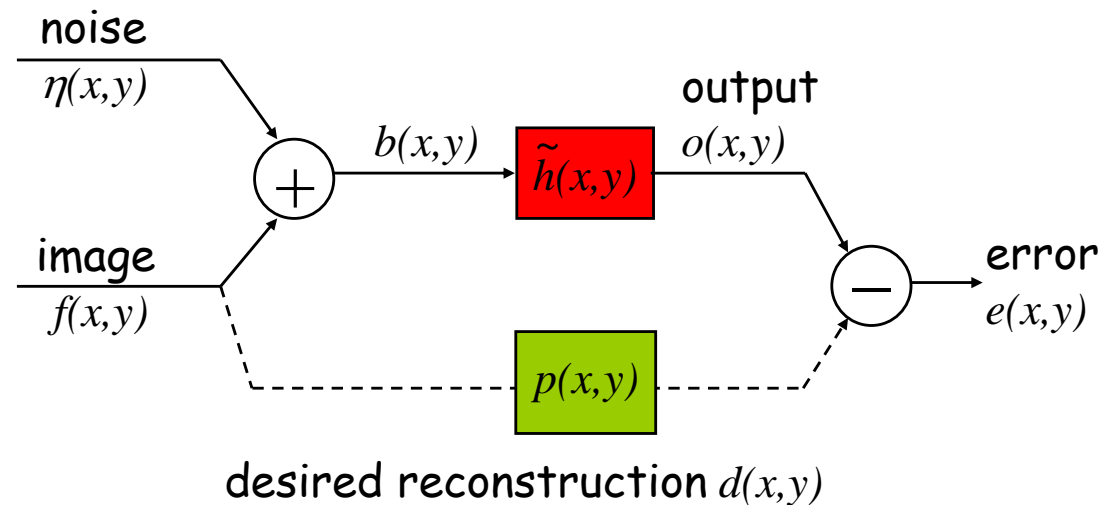 noise
η(x,y)
output
b(x,y)
h̃(x,y)
o(x,y)
+
image
f(x,y)
−
error
e(x,y)
p(x,y)
desired reconstruction d(x,y)